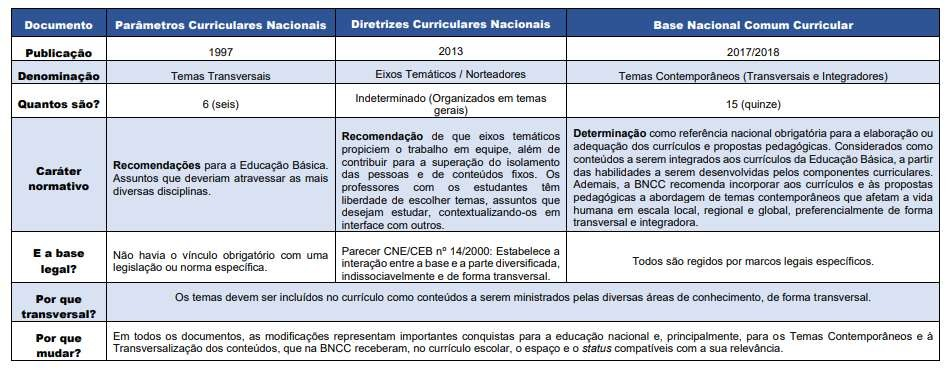 Documento Parâmetros Curriculares Nacionais Diretrizes Curriculares Nacionais Base Nacional Comum Curricular
Publicação 1997 2013 2017/2018
Denominação Temas Transversais Eixos Temáticos / Norteadores Temas Contemporâneos (Transversais e Integradores)
Quantos são? 6 (seis) Indeterminado (Organizados em temas
gerais) 15 (quinze)
Caráter
normativo
Recomendações para a Educação Básica.
Assuntos que deveriam atravessar as mais
diversas disciplinas.
Recomendação de que eixos temáticos
propiciem o trabalho em equipe, além de
contribuir para a superação do isolamento
das pessoas e de conteúdos fixos. Os
professores com os estudantes têm
liberdade de escolher temas, assuntos que
desejam estudar, contextualizando-os em
interface com outros.
Determinação como referência nacional obrigatória para a elaboração ou
adequação dos currículos e propostas pedagógicas. Considerados como
conteúdos a serem integrados aos currículos da Educação Básica, a partir
das habilidades a serem desenvolvidas pelos componentes curriculares.
Ademais, a BNCC recomenda incorporar aos currículos e às propostas
pedagógicas a abordagem de temas contemporâneos que afetam a vida
humana em escala local, regional e global, preferencialmente de forma
transversal e integradora.
E a base
legal?
Não havia o vínculo obrigatório com uma
legislação ou norma específica.
Parecer CNE/CEB nº 14/2000: Estabelece a
interação entre a base e a parte diversificada,
indissociavelmente e de forma transversal.
Todos são regidos por marcos legais específicos.
Por que
transversal?
Os temas devem ser incluídos no currículo como conteúdos a serem ministrados pelas diversas áreas de conhecimento, de forma transversal.
Por que
mudar?
Em todos os documentos, as modificações representam importantes conquistas para a educação nacional e, principalmente, para os Temas Contemporâneos e à
Transversalização dos conteúdos, que na BNCC receberam, no currículo escolar, o espaço e o status compatíveis com a sua relevância.